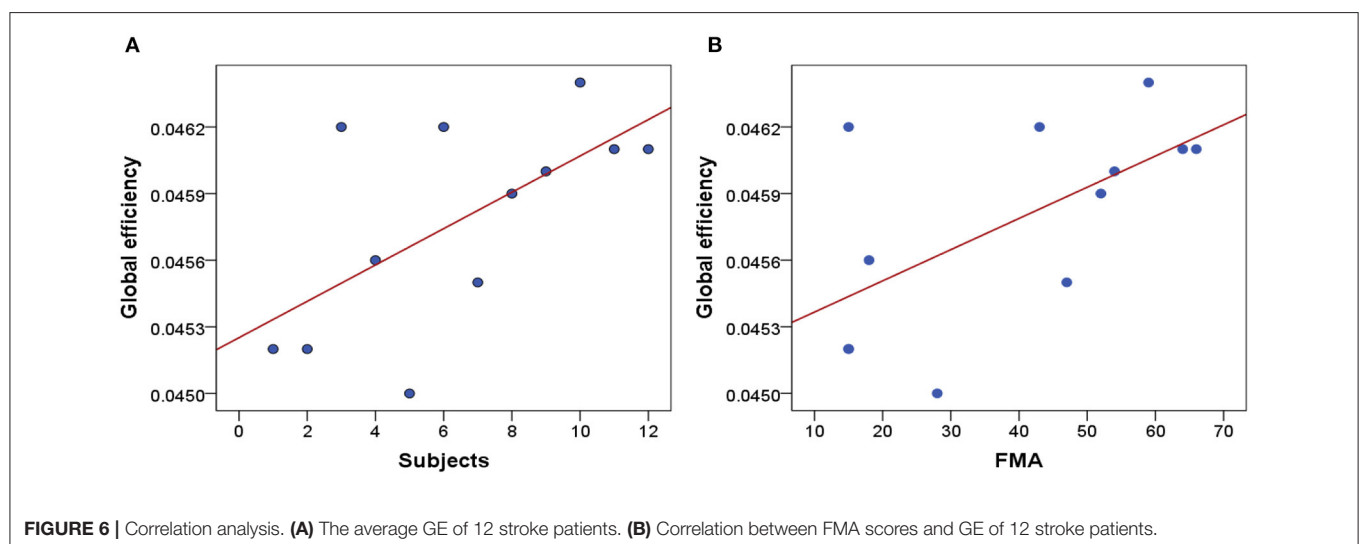 A
B
Global efficiency
0.0462
0.0459
0.0456
0.0453
0.0450
0 2 4 6 8 10 12
Subjects
Global efficiency
0.0462
0.0459
0.0456
0.0453
0.0450
10 20 30 40 50 60 70
FMA
FIGURE 6 | Correlation analysis. (A) The average GE of 12 stroke patients. (B) Correlation between FMA scores and GE of 12 stroke patients.